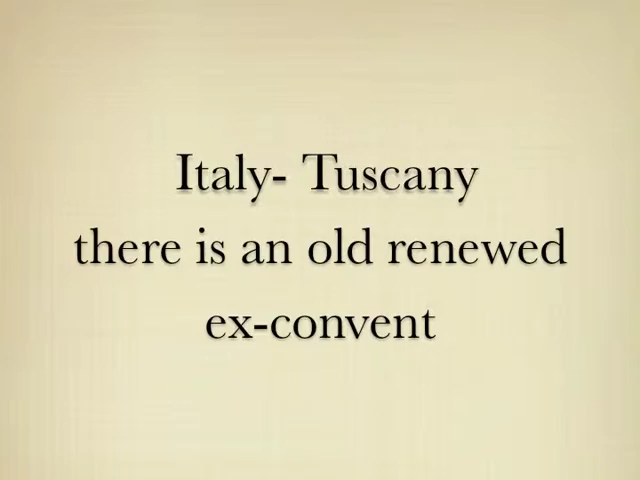 Italy- Tuscany
there is an old renewed
ex-convent